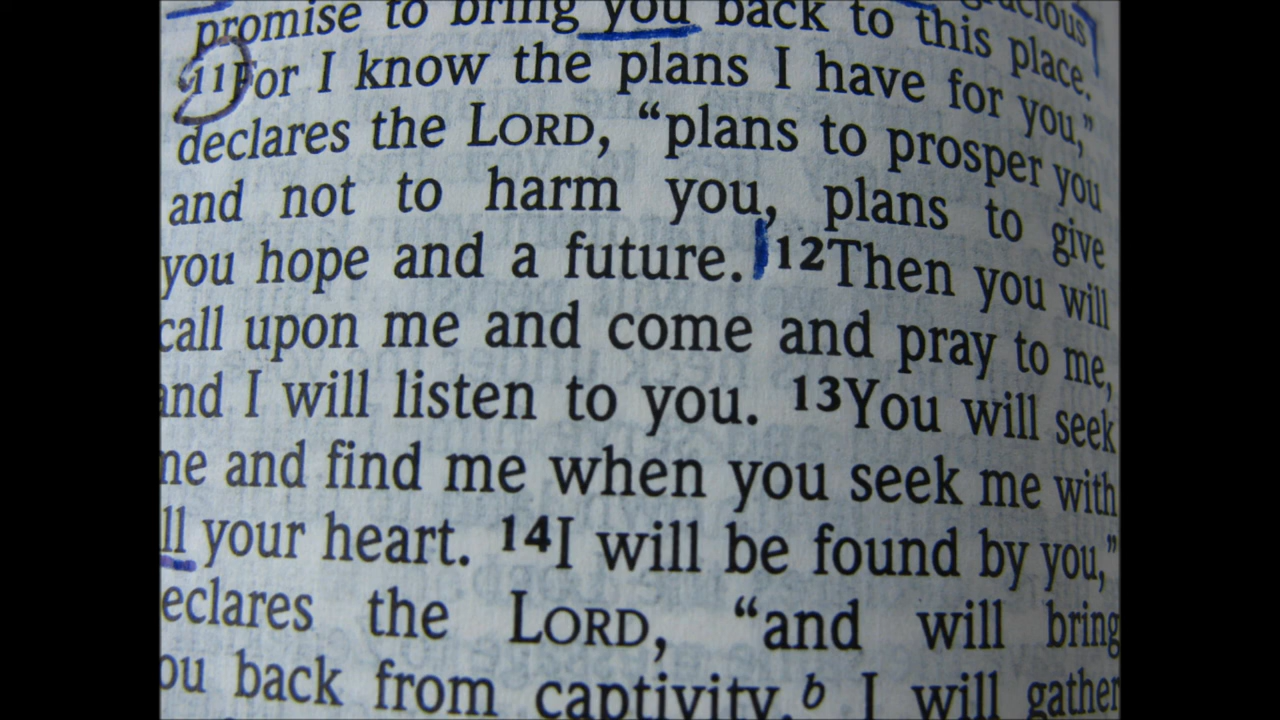 gracious
promise to bring you back to this place.
11For I know the plans I have for you,”
declares the LORD, “plans to prosper you
and not to harm you, plans to give
you hope and a future. 12Then you will
call upon me and come and pray to me,
and I will listen to you. 13You will seek
me and find me when you seek me with
ll your heart. 14I will be found by you,”
eclares the LORD, “and will bring
ou back from captivity.b I will gather